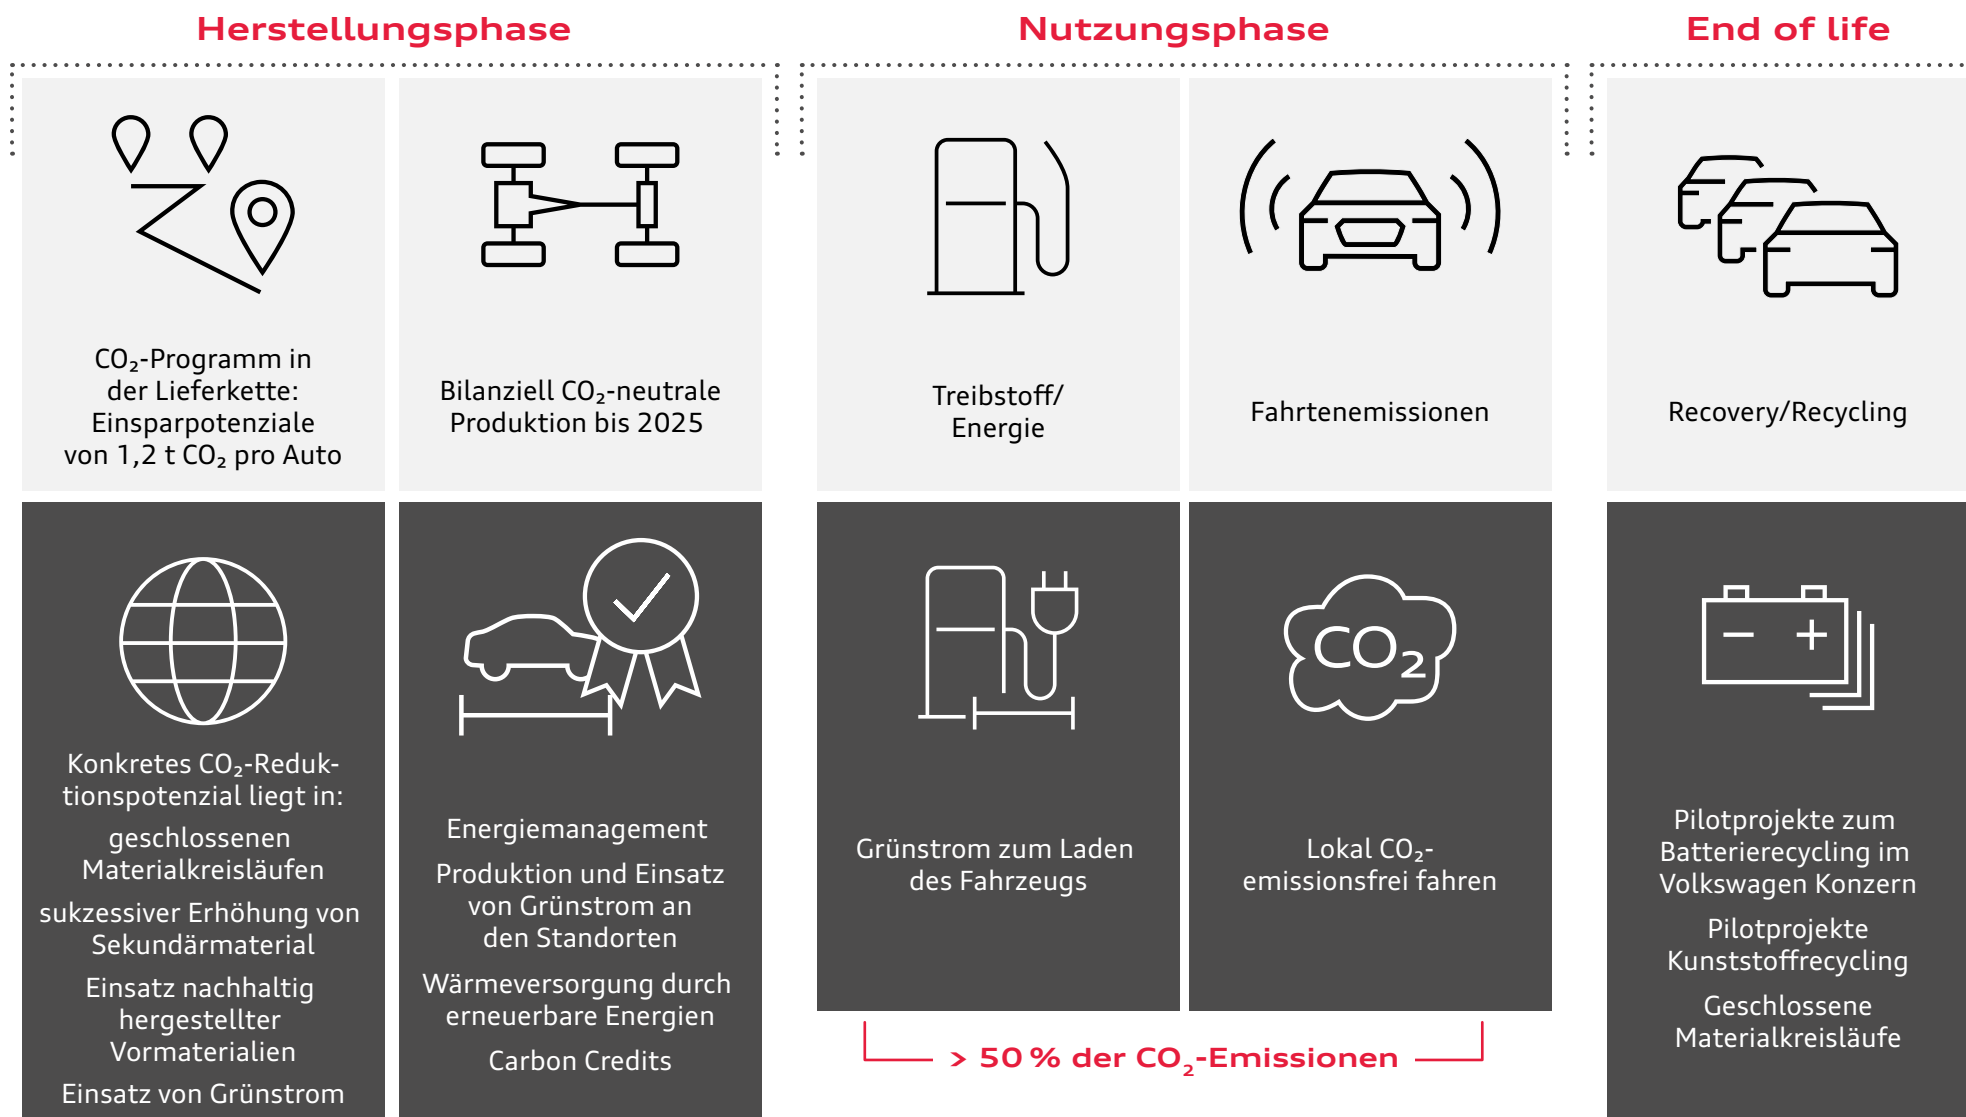 Herstellungsphase
Nutzungsphase
End of life
CO₂-Programm in
der Lieferkette:
Einsparpotenziale
von 1,2 t CO₂ pro Auto
Bilanziell CO₂-neutrale
Produktion bis 2025
Treibstoff/
Energie
Fahrtenemissionen
Recovery/Recycling
Konkretes CO₂-Reduk-
tionspotenzial liegt in:
geschlossenen
Materialkreisläufen
sukzessiver Erhöhung von
Sekundärmaterial
Einsatz nachhaltig
hergestellter
Vormaterialien
Einsatz von Grünstrom
Energiemanagement
Produktion und Einsatz
von Grünstrom an
den Standorten
Wärmeversorgung durch
erneuerbare Energien
Carbon Credits
Grünstrom zum Laden
des Fahrzeugs
CO₂
Lokal CO₂-
emissionsfrei fahren
> 50 % der CO₂-Emissionen
Pilotprojekte zum
Batterierecycling im
Volkswagen Konzern
Pilotprojekte
Kunststoffrecycling
Geschlossene
Materialkreisläufe